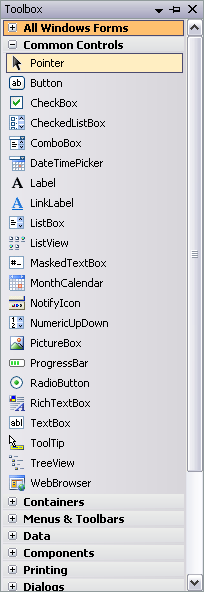 Toolbox
All Windows Forms
Common Controls
Pointer
Button
CheckBox
CheckedListBox
ComboBox
DateTimePicker
Label
LinkLabel
ListBox
ListView
MaskedTextBox
MonthCalendar
NotifyIcon
NumericUpDown
PictureBox
ProgressBar
RadioButton
RichTextBox
TextBox
ToolTip
TreeView
WebBrowser
Containers
Menus & Toolbars
Data
Components
Printing
Dialogs